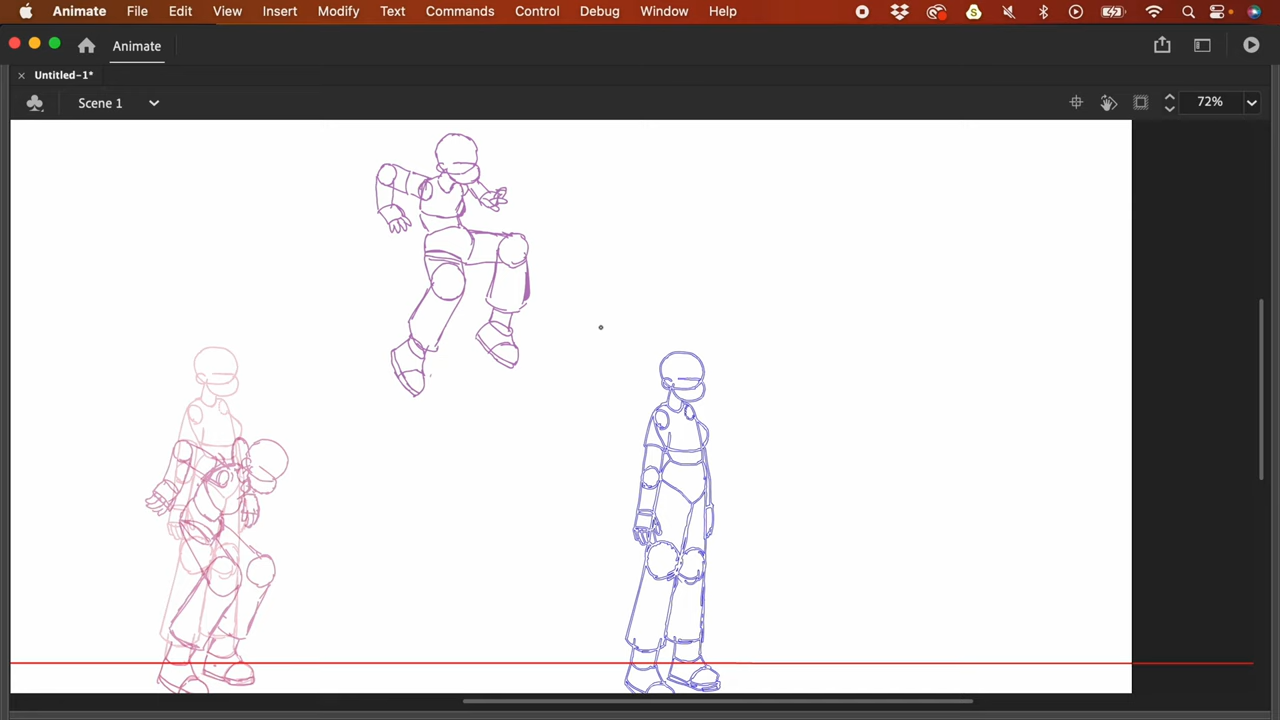 Animate File Edit View Insert Modify Text Commands Control Debug Window Help
Animate
Untitled-1*
Scene 1
72%